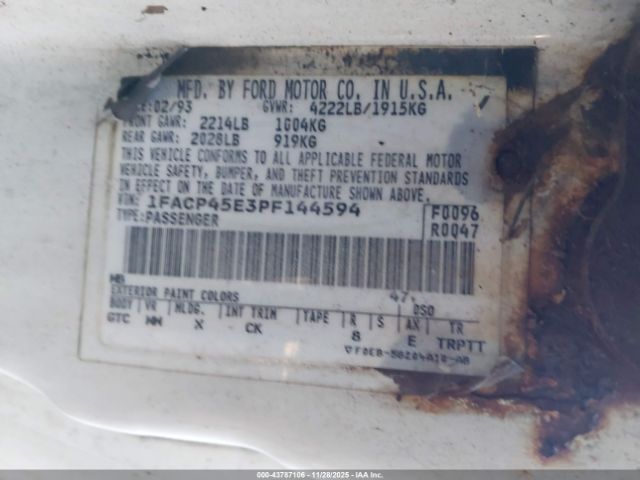 MFD. BY FORD MOTOR CO. IN U.S.A.
02/93 GVWR: 4222LB/1915KG
FRONT GAWR: 2214LB 1004KG
REAR GAWR: 2028LB 919KG
THIS VEHICLE CONFORMS TO ALL APPLICABLE FEDERAL MOTOR
VEHICLE SAFETY, BUMPER, AND THEFT PREVENTION STANDARDS
IN EFFECT ON THE DATE OF MANUFACTURE SHOWN ABOVE.
VIN: 1FACP45E3PF144594 F0096
TYPE: PASSENGER R0047
WB 47
EXTERIOR PAINT COLORS DSO
BODY VR MLDG. INT TRIM TAPE R S AX TR
GTC MM X CK 8 E TRPTT
000-43787106 - 11/28/2025 - IAA Inc.